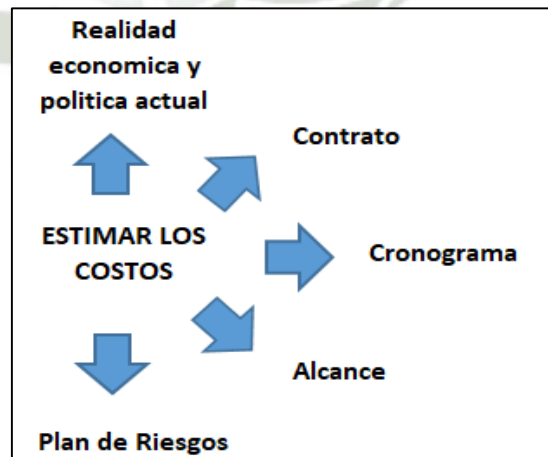 Realidad
economica y
politica actual
Contrato
ESTIMAR LOS
COSTOS
Cronograma
Alcance
Plan de Riesgos